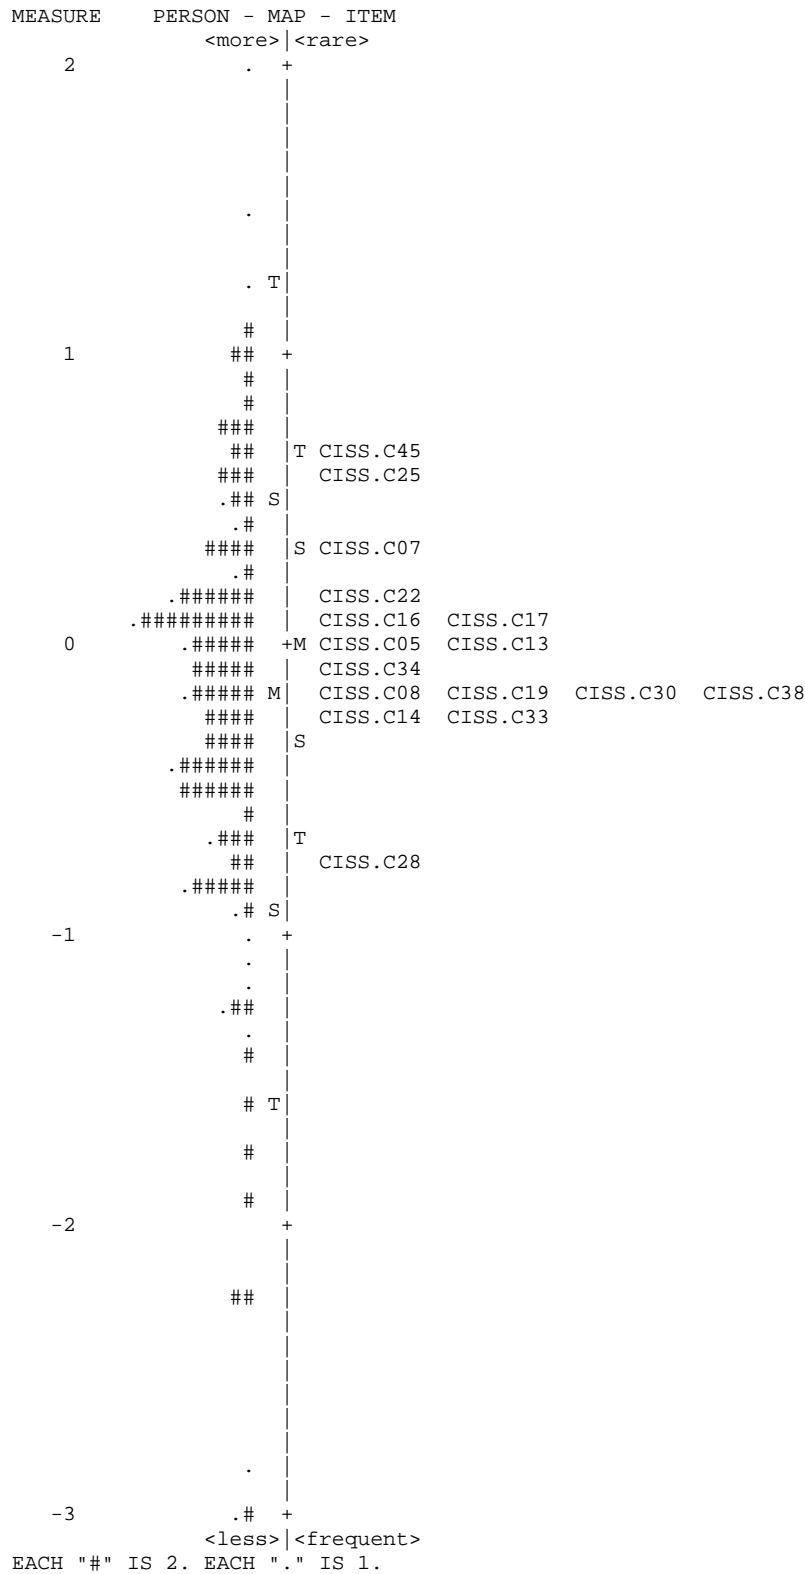 MEASURE    PERSON - MAP - ITEM
               <more>|<rare>
    2              .  +
                      |
                      |
                      |
                      |
                      |
                   .  |
                      |
                      |
                   . T|
                      |
                   #  |
    1             ##  +
                   #  |
                   #  |
                 ###  |
                  ##  |T CISS.C45
                 ###  |  CISS.C25
                 .## S|
                  .#  |
                ####  |S CISS.C07
                  .#  |
             .######  |  CISS.C22
          .#########  |  CISS.C16  CISS.C17
    0         .#####  +M CISS.C05  CISS.C13
               #####  |  CISS.C34
              .##### M|  CISS.C08  CISS.C19  CISS.C30  CISS.C38
                ####  |  CISS.C14  CISS.C33
                ####  |S
             .######  |
              ######  |
                   #  |
                .###  |T
                  ##  |  CISS.C28
              .#####  |
                  .# S|
   -1              .  +
                   .  |
                   .  |
                 .##  |
                   .  |
                   #  |
                      |
                   # T|
                      |
                   #  |
                      |
                   #  |
   -2                 +
                      |
                      |
                  ##  |
                      |
                      |
                      |
                      |
                      |
                      |
                   .  |
                      |
   -3             .#  +
               <less>|<frequent>
EACH "#" IS 2. EACH "." IS 1.